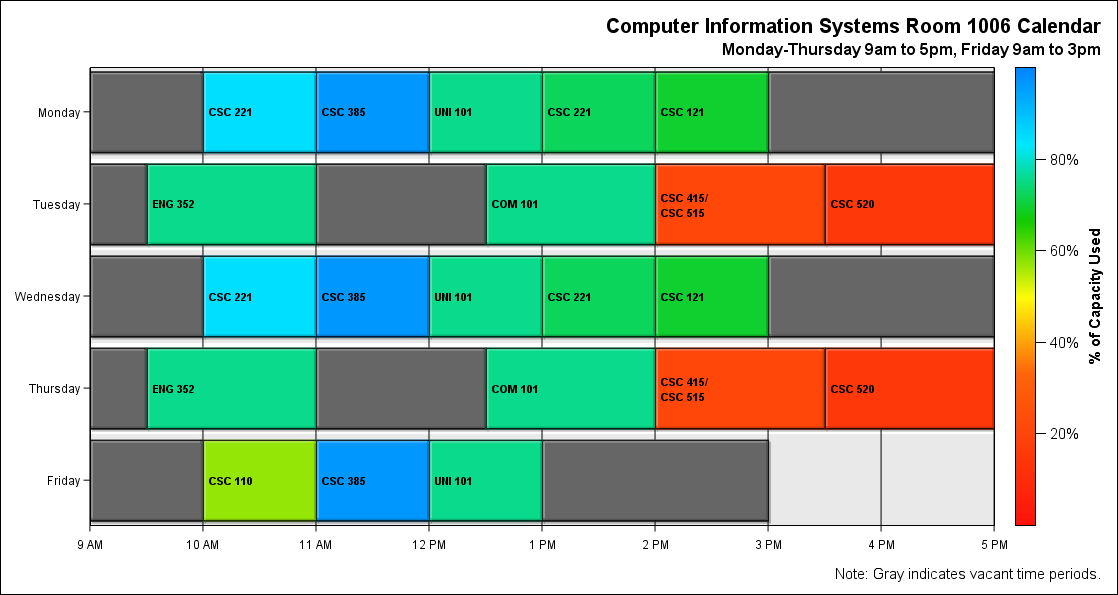 Computer Information Systems Room 1006 Calendar
Monday-Thursday 9am to 5pm, Friday 9am to 3pm
Monday
CSC 221
CSC 385
UNI 101
CSC 221
CSC 121
Tuesday
ENG 352
COM 101
CSC 415/
CSC 515
CSC 520
Wednesday
CSC 221
CSC 385
UNI 101
CSC 221
CSC 121
Thursday
ENG 352
COM 101
CSC 415/
CSC 515
CSC 520
Friday
CSC 110
CSC 385
UNI 101
9 AM
10 AM
11 AM
12 PM
1 PM
2 PM
3 PM
4 PM
5 PM
80%
60%
40%
20%
% of Capacity Used
Note: Gray indicates vacant time periods.